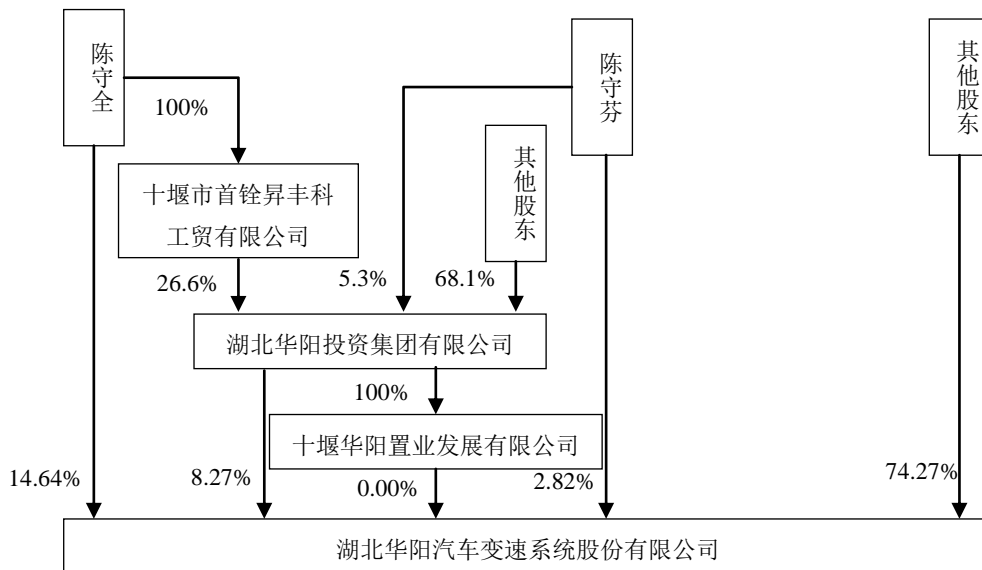 陈守全
陈守芬
其他股东
100%
其他股东
十堰市首铨昇丰科
工贸有限公司
26.6%
5.3%
68.1%
湖北华阳投资集团有限公司
100%
十堰华阳置业发展有限公司
14.64%
8.27%
0.00%
2.82%
74.27%
湖北华阳汽车变速系统股份有限公司